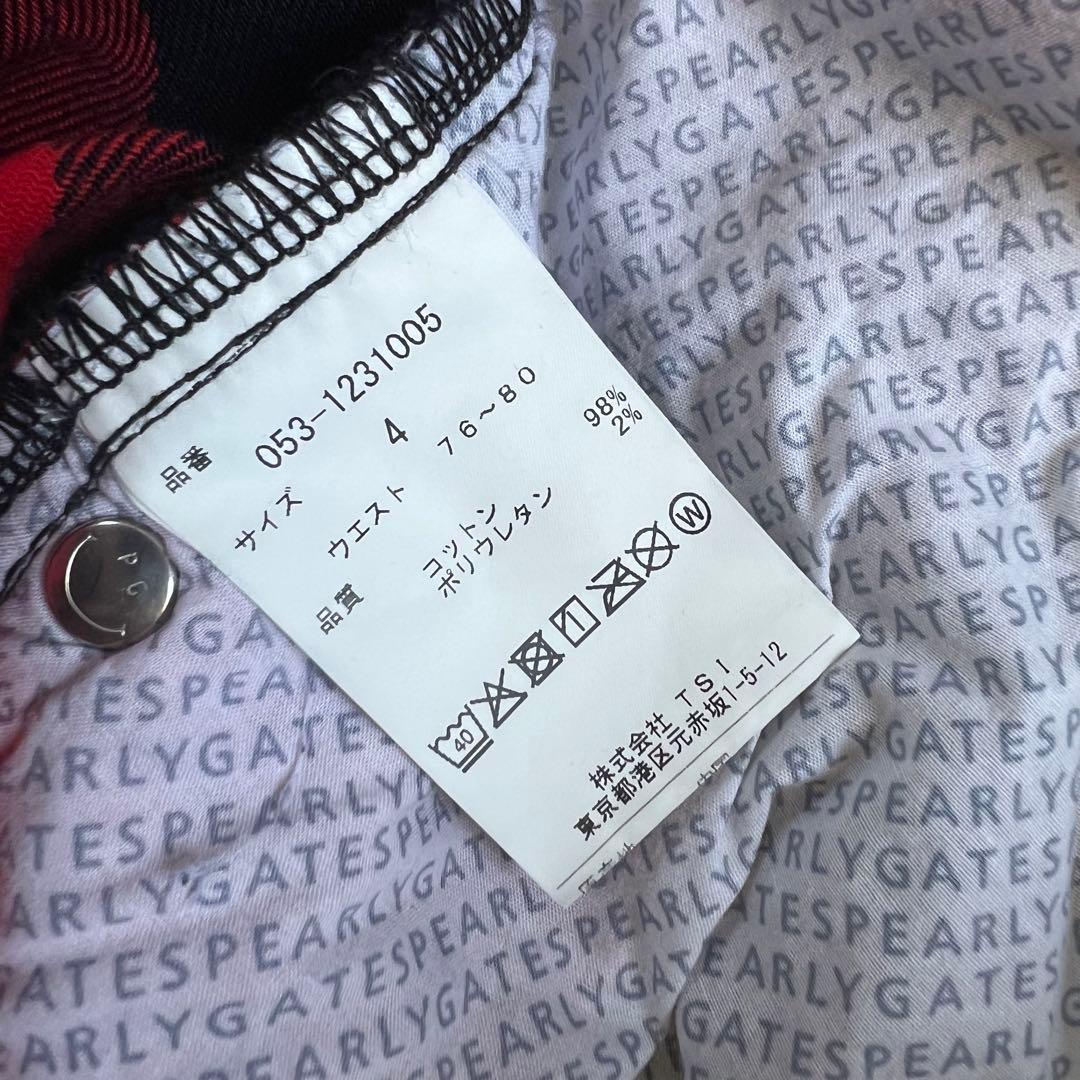 品番 053-1231005
サイズ 4
ウエスト 76～80
品質 コットン 98%
ポリウレタン 2%
40
W
株式会社 TSI
東京都港区元赤坂1-5-12
PG
PEARLYGATESPEARLYGATES